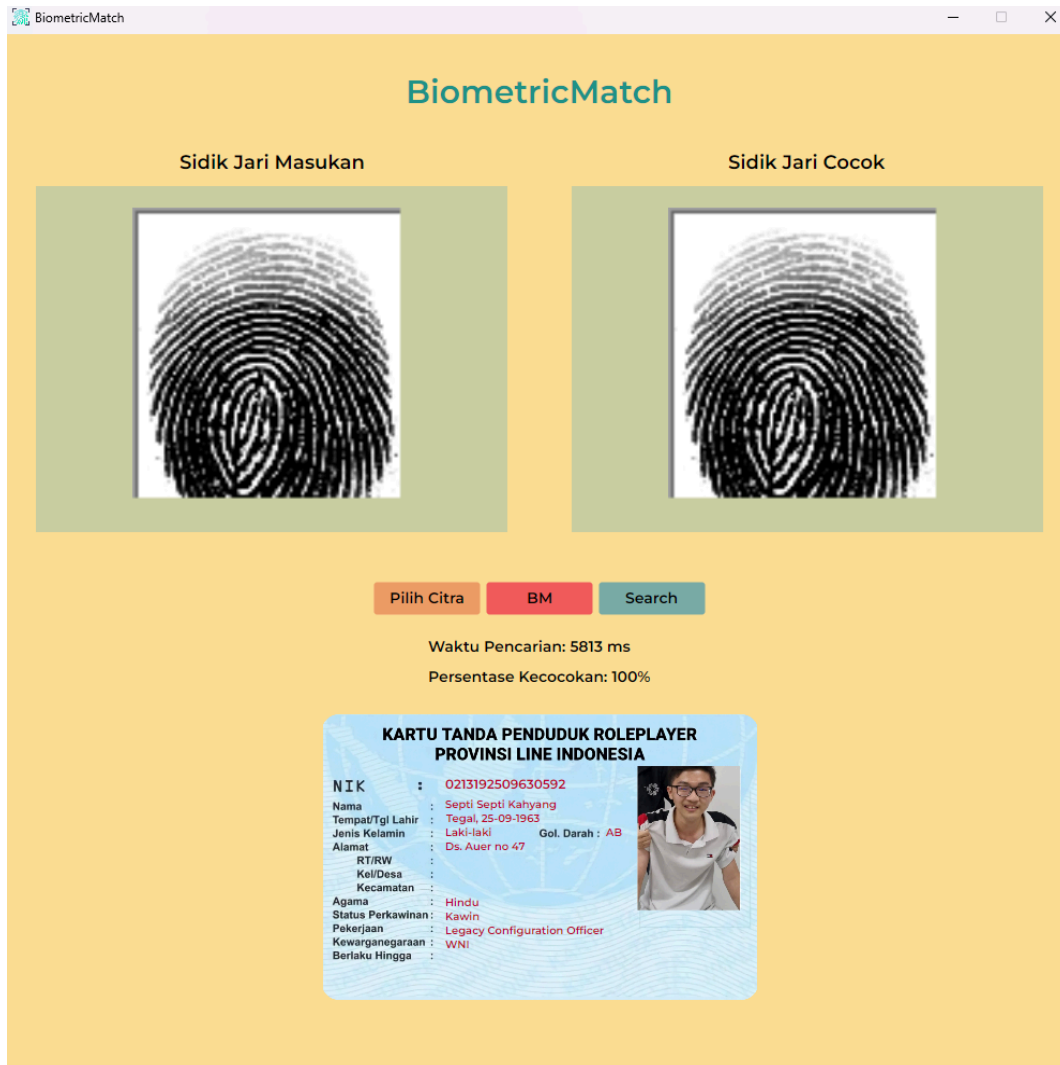 BiometricMatch
BiometricMatch
Sidik Jari Masukan
Sidik Jari Cocok
Pilih Citra
BM
Search
Waktu Pencarian: 5813 ms
Persentase Kecocokan: 100%
KARTU TANDA PENDUDUK ROLEPLAYER
PROVINSI LINE INDONESIA
NIK : 0213192509630592
Nama : Septi Septi Kahyang
Tempat/Tgl Lahir : Tegal, 25-09-1963
Jenis Kelamin : Laki-laki Gol. Darah : AB
Alamat : Ds. Auer no 47
RT/RW :
Kel/Desa :
Kecamatan :
Agama : Hindu
Status Perkawinan : Kawin
Pekerjaan : Legacy Configuration Officer
Kewarganegaraan : WNI
Berlaku Hingga :